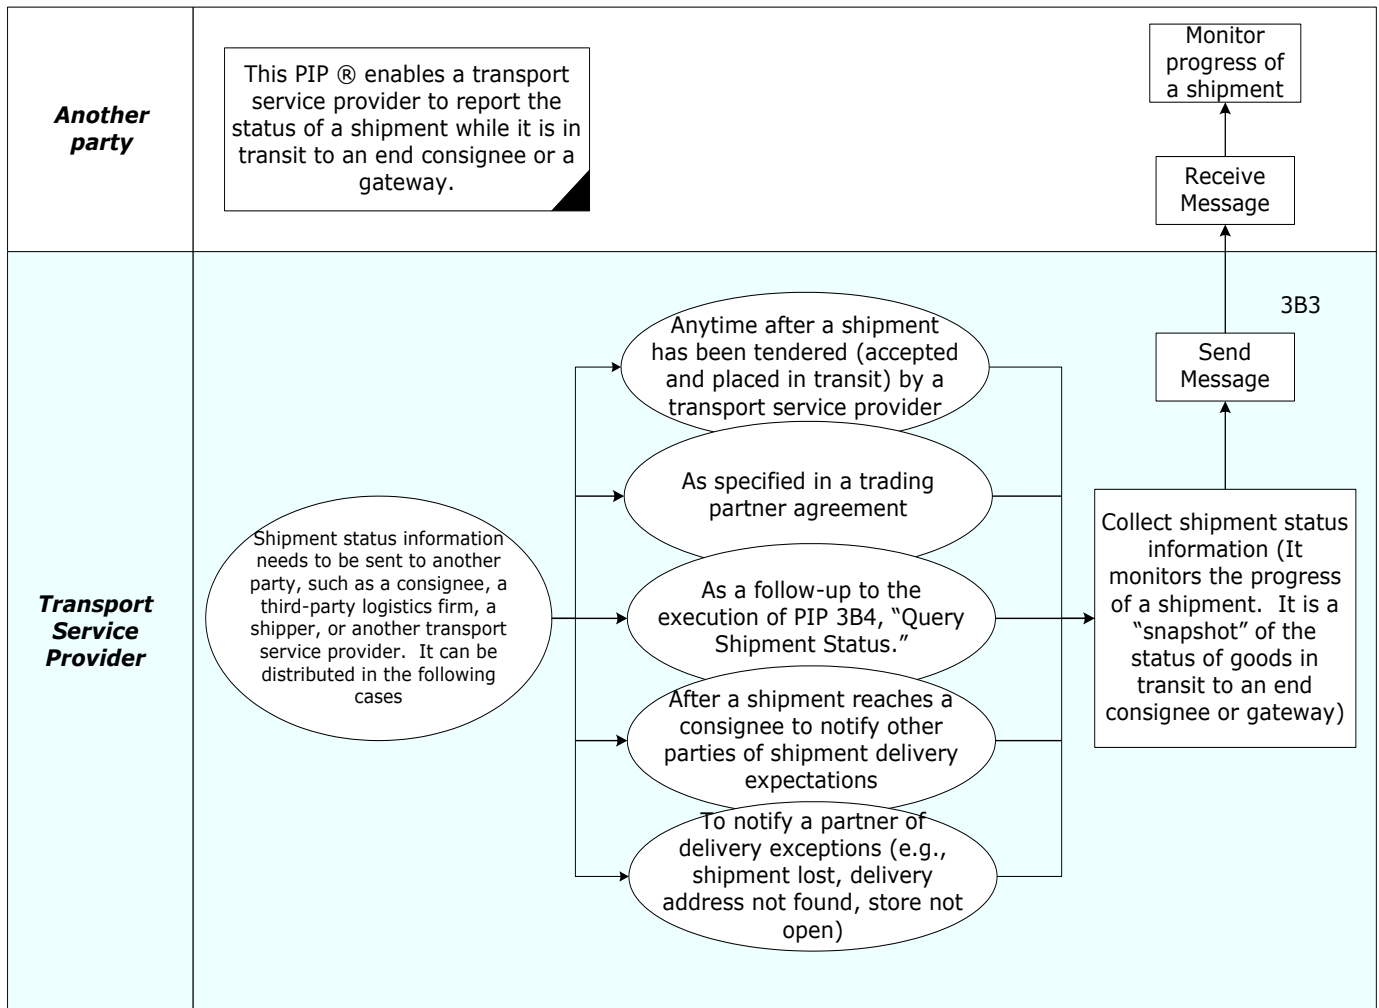 Another
party
This PIP ® enables a transport
service provider to report the
status of a shipment while it is in
transit to an end consignee or a
gateway.
Monitor
progress of
a shipment
Receive
Message
3B3
Send
Message
Transport
Service
Provider
Shipment status information
needs to be sent to another
party, such as a consignee, a
third-party logistics firm, a
shipper, or another transport
service provider.  It can be
distributed in the following
cases
Anytime after a shipment
has been tendered (accepted
and placed in transit) by a
transport service provider
As specified in a trading
partner agreement
As a follow-up to the
execution of PIP 3B4, “Query
Shipment Status.”
After a shipment reaches a
consignee to notify other
parties of shipment delivery
expectations
To notify a partner of
delivery exceptions (e.g.,
shipment lost, delivery
address not found, store not
open)
Collect shipment status
information (It
monitors the progress
of a shipment.  It is a
“snapshot” of the
status of goods in
transit to an end
consignee or gateway)